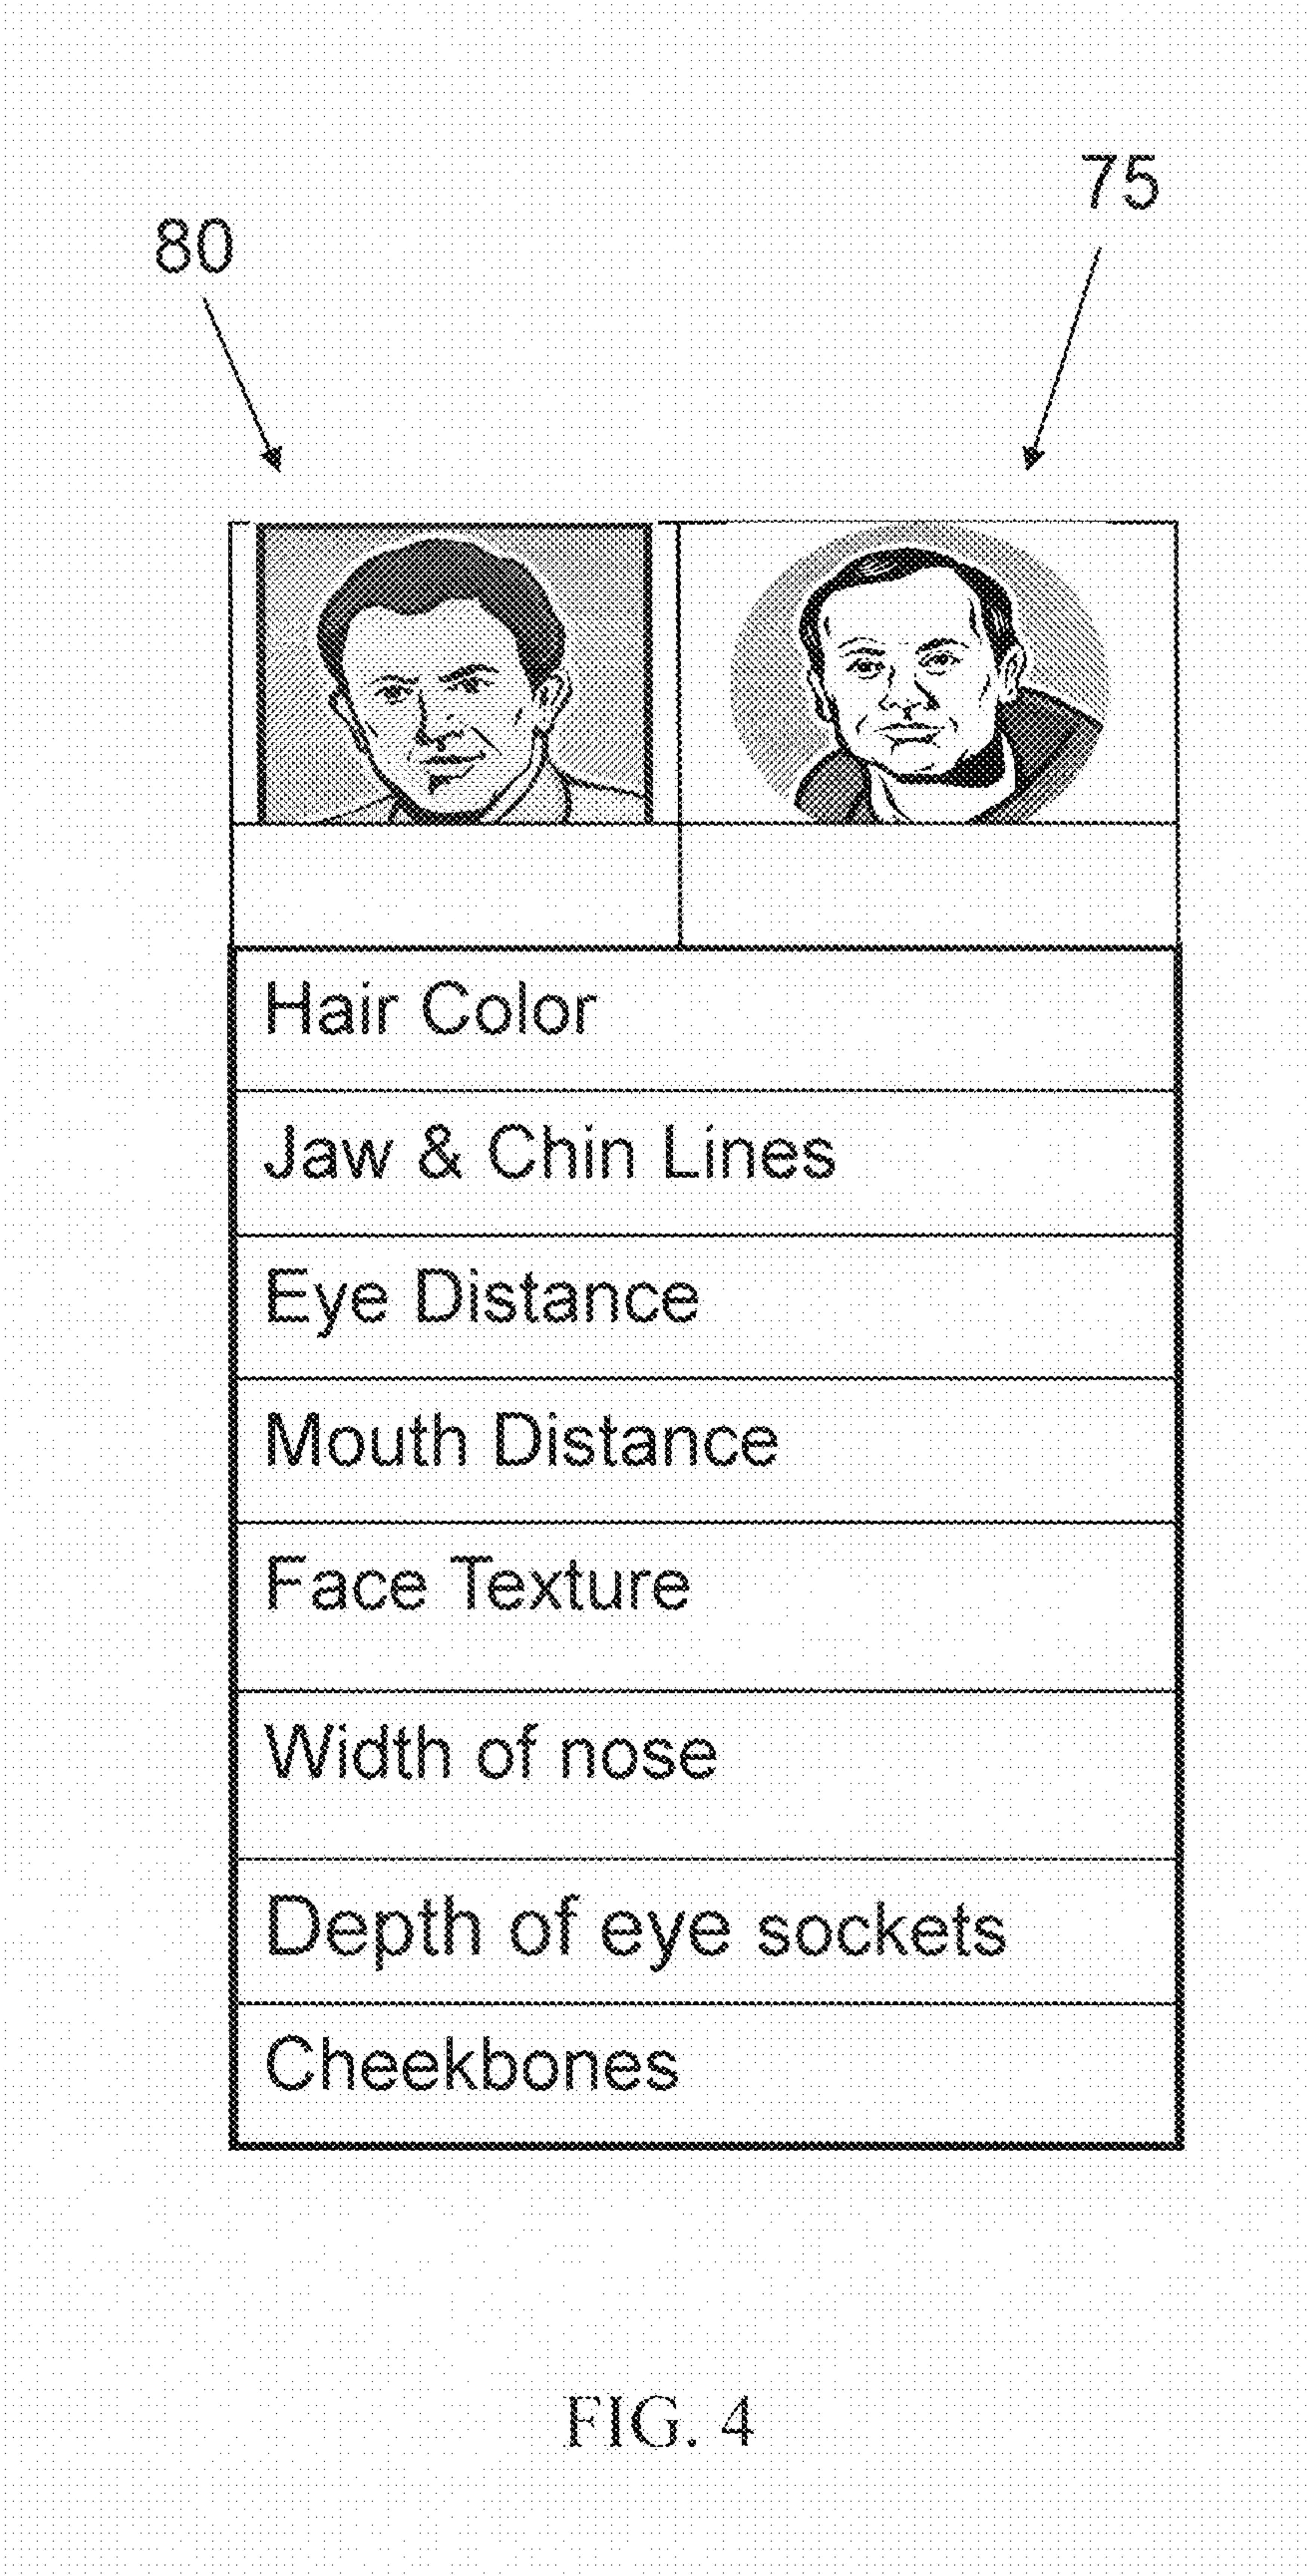 75
80
Hair Color
Jaw & Chin Lines
Eye Distance
Mouth Distance
Face Texture
Width of nose
Depth of eye sockets
Cheekbones
FIG. 4